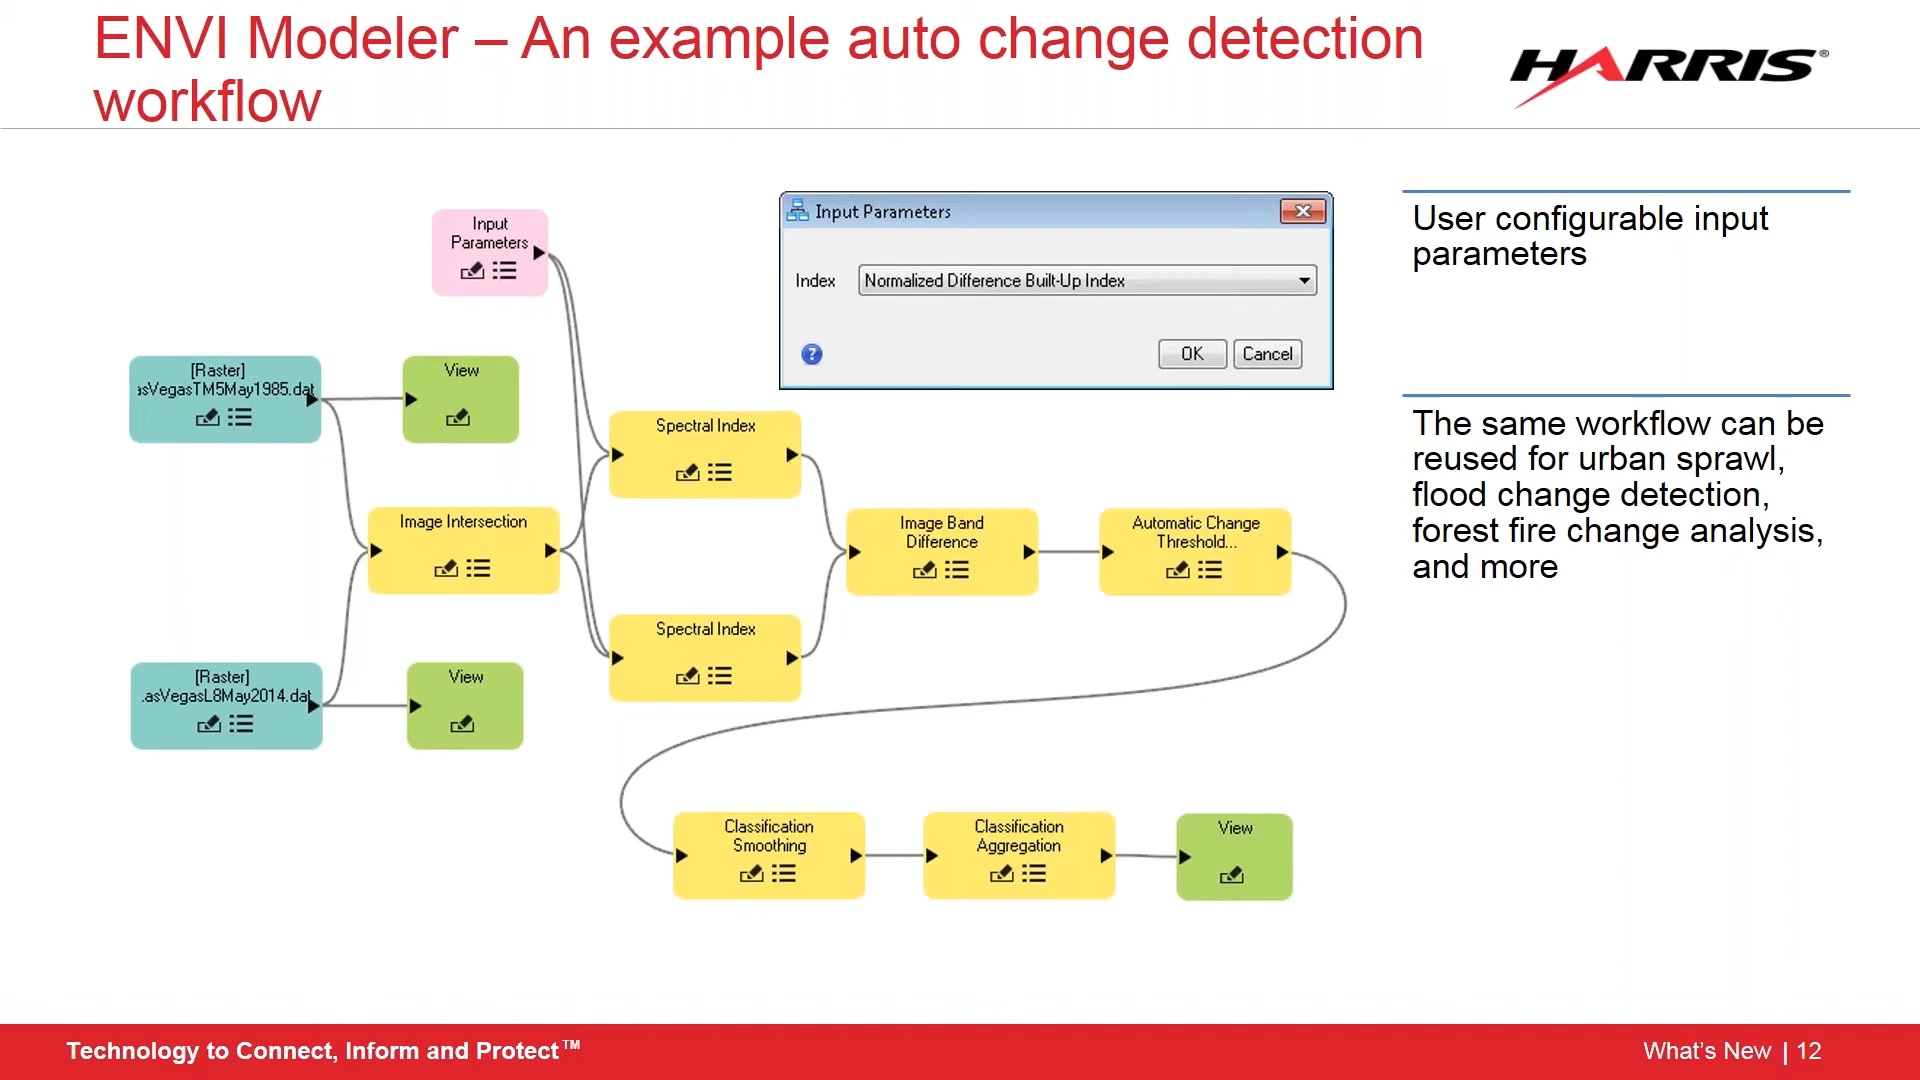 ENVI Modeler – An example auto change detection
workflow
HARRIS®
Input
Parameters
Input Parameters
Index
Normalized Difference Built-Up Index
OK
Cancel
User configurable input
parameters
[Raster]
asVegasTM5May1985.dat
View
Spectral Index
The same workflow can be
reused for urban sprawl,
flood change detection,
forest fire change analysis,
and more
Image Intersection
Image Band
Difference
Automatic Change
Threshold...
Spectral Index
[Raster]
.asVegasL8May2014.dat
View
Classification
Smoothing
Classification
Aggregation
View
Technology to Connect, Inform and Protect™
What’s New | 12